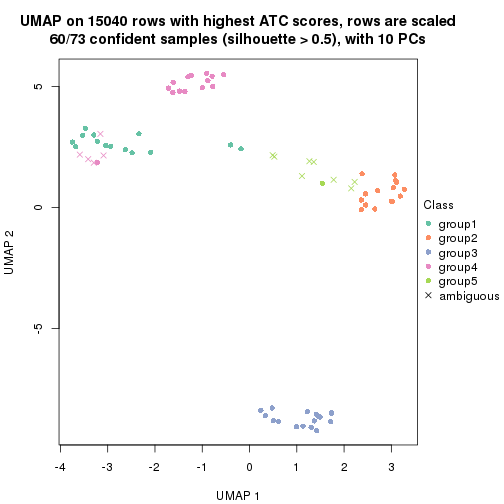 UMAP on 15040 rows with highest ATC scores, rows are scaled
60/73 confident samples (silhouette > 0.5), with 10 PCs
5
0
-5
UMAP 2
-4 -3 -2 -1 0 1 2 3
UMAP 1
Class
group1
group2
group3
group4
group5
ambiguous